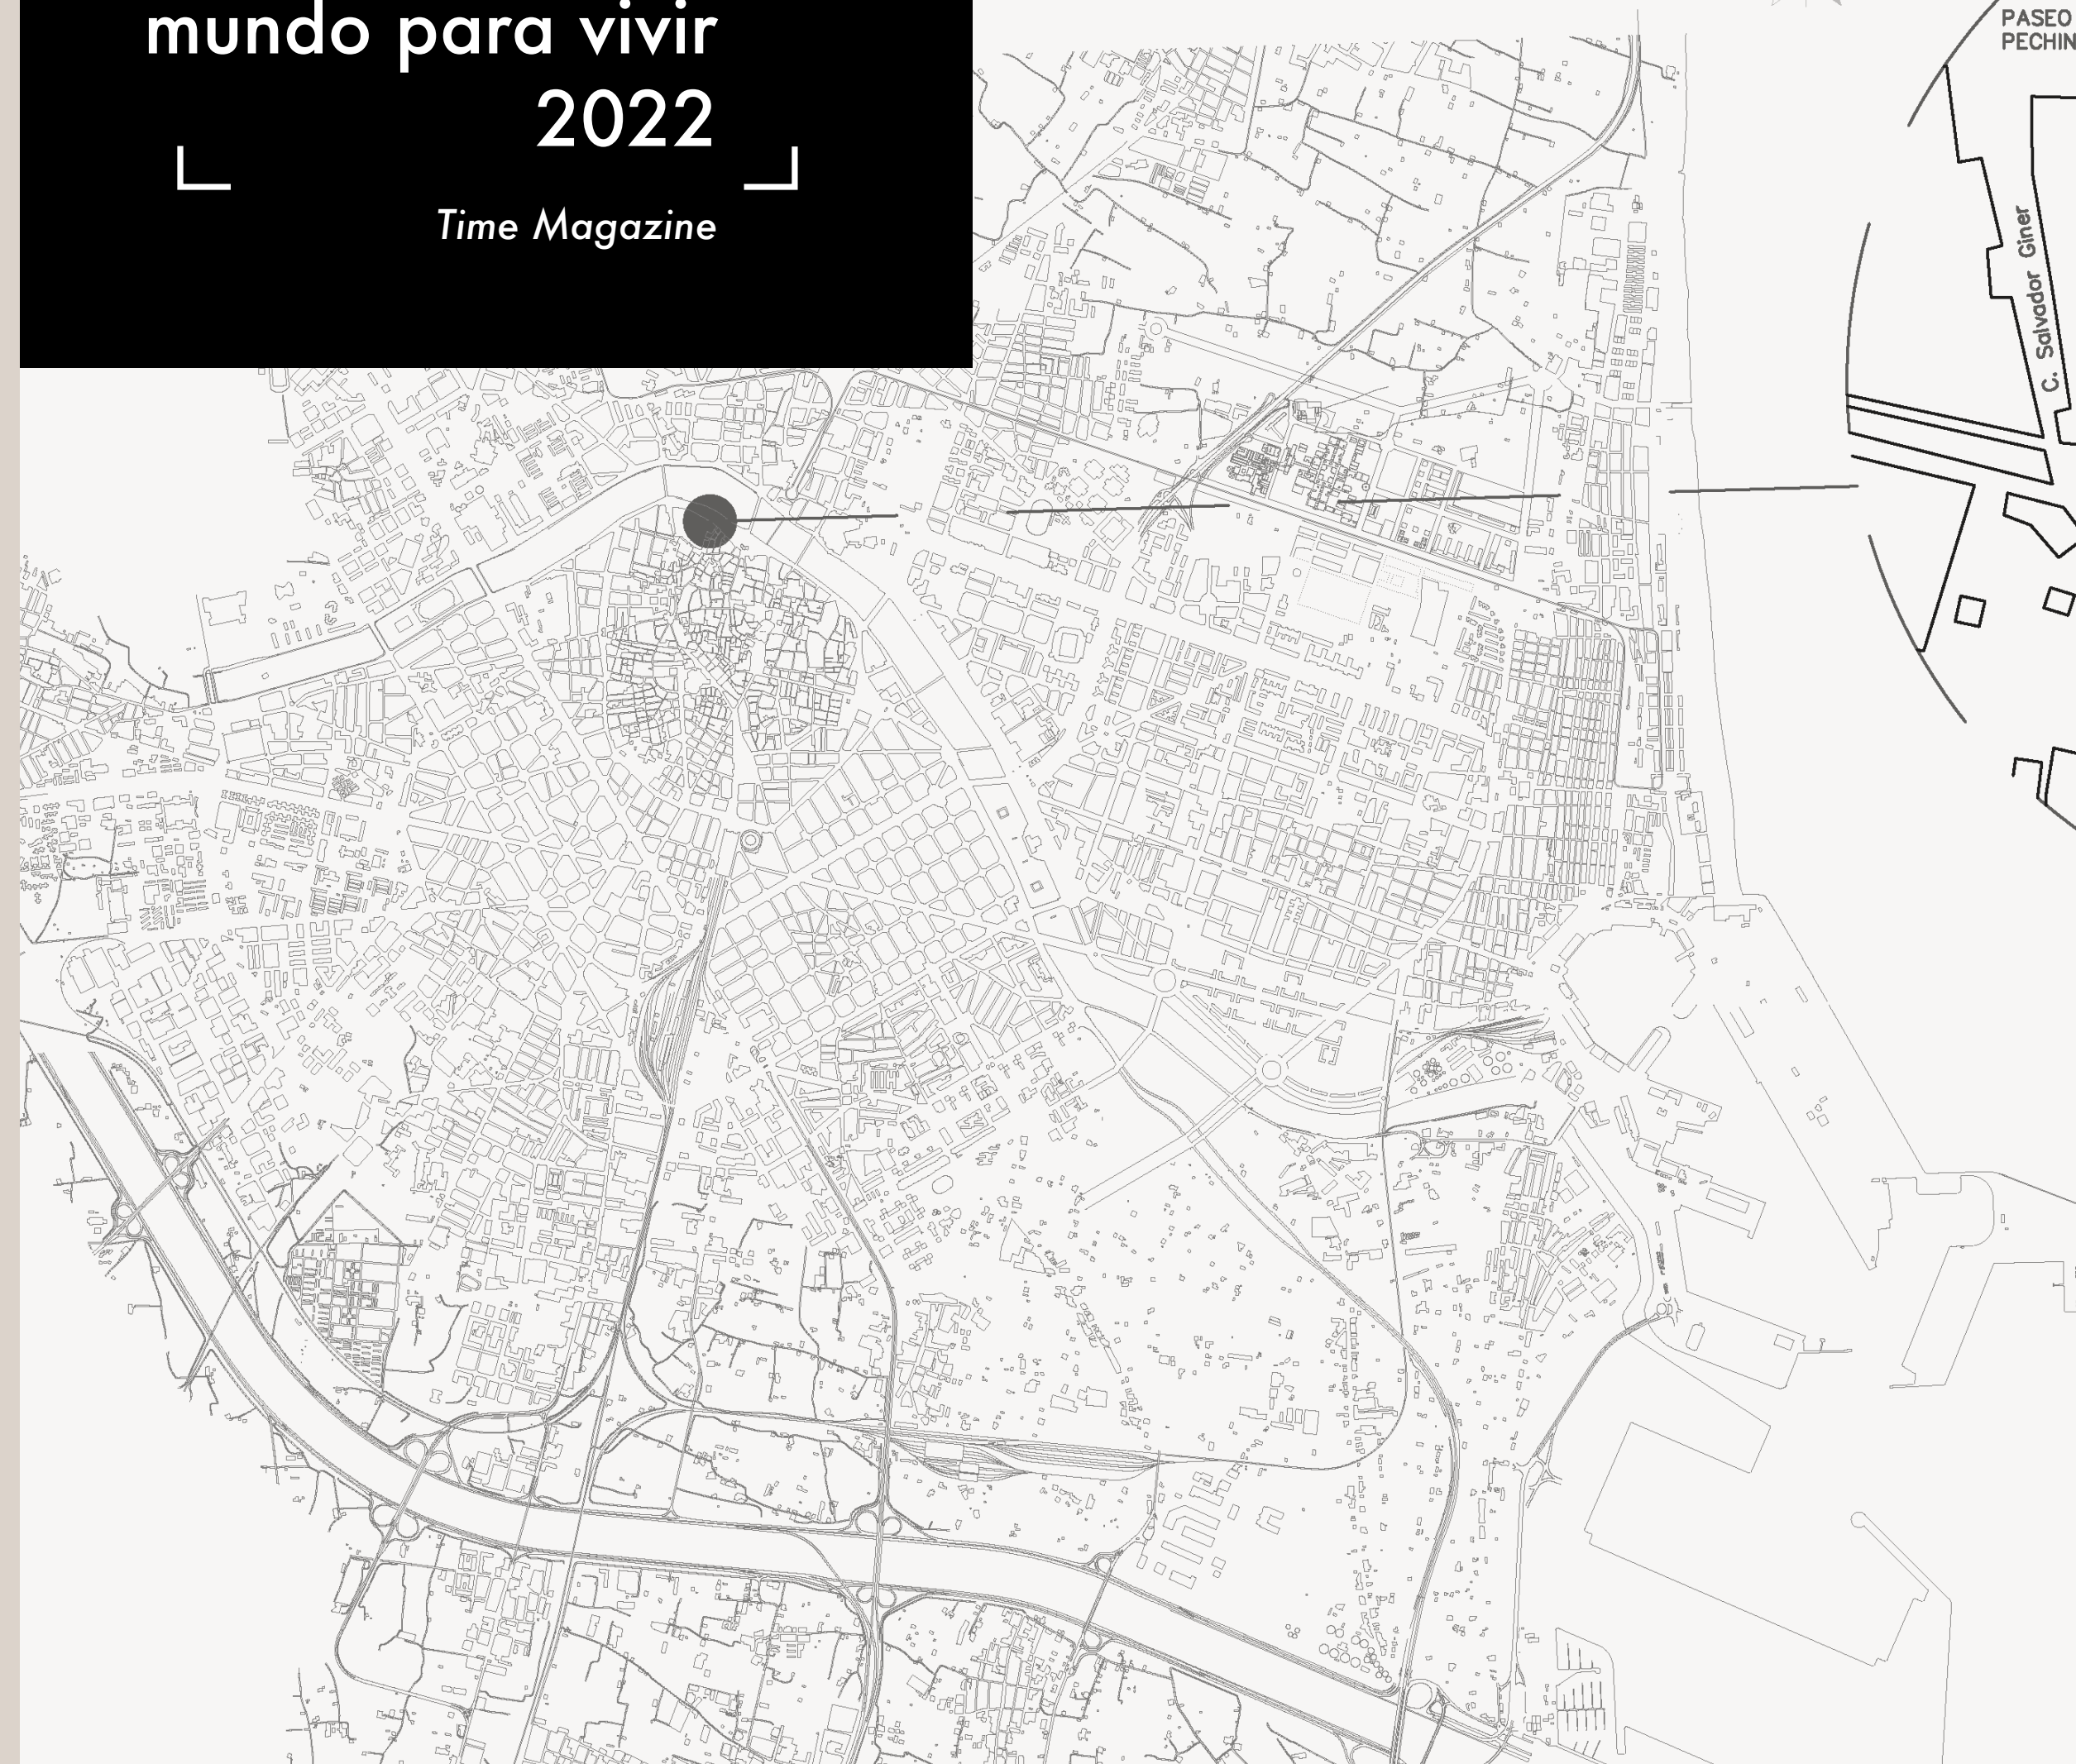 mundo para vivir
2022
Time Magazine
PASEO
PECHIN
C. Salvador Giner